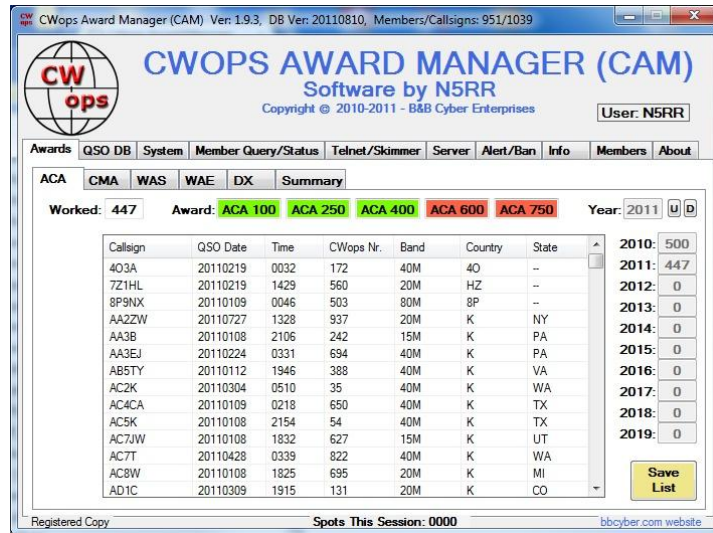 CWops Award Manager (CAM) Ver: 1.9.3, DB Ver: 20110810, Members/Callsigns: 951/1039
CW ops
CWOPS AWARD MANAGER (CAM)
Software by N5RR
Copyright @ 2010-2011 - B&B Cyber Enterprises
User: N5RR
Awards QSO DB System Member Query/Status Telnet/Skimmer Server Alert/Ban Info Members About
ACA CMA WAS WAE DX Summary
Worked: 447 Award: ACA 100 ACA 250 ACA 400 ACA 600 ACA 750 Year: 2011 U D
Callsign QSO Date Time CWops Nr. Band Country State
4O3A 20110219 0032 172 40M 4O --
7Z1HL 20110219 1429 560 20M HZ --
8P9NX 20110109 0046 503 80M 8P --
AA2ZW 20110727 1328 937 20M K NY
AA3B 20110108 2106 242 15M K PA
AA3EJ 20110224 0331 694 40M K PA
AB5TY 20110112 1946 388 40M K VA
AC2K 20110304 0510 35 40M K WA
AC4CA 20110109 0218 650 40M K TX
AC5K 20110108 2154 54 40M K TX
AC7JW 20110108 1832 627 15M K UT
AC7T 20110428 0339 822 40M K WA
AC8W 20110108 1825 695 20M K MI
AD1C 20110309 1915 131 20M K CO
2010: 500
2011: 447
2012: 0
2013: 0
2014: 0
2015: 0
2016: 0
2017: 0
2018: 0
2019: 0
Save
List
Registered Copy Spots This Session: 0000 bbcyber.com website